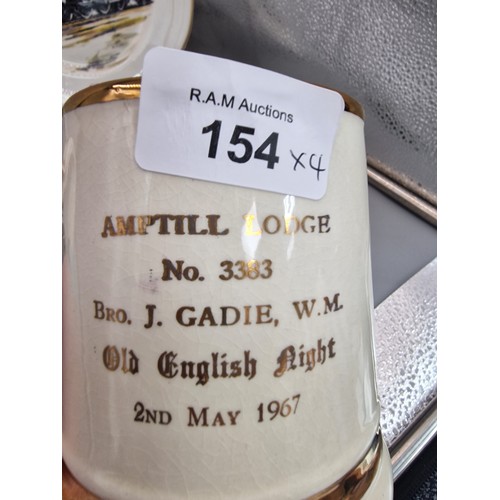 R.A.M Auctions
154 x4
AMPTILL LODGE
No. 3383
BRO. J. GADIE, W.M.
Old English Night
2ND MAY 1967